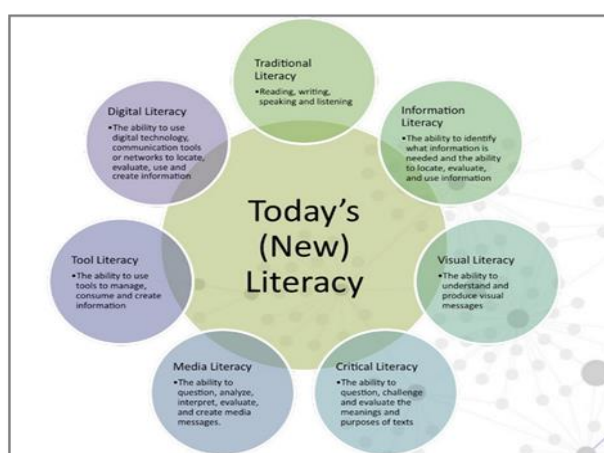 Traditional
Literacy
•Reading, writing,
speaking and listening
Information
Literacy
•The ability to identify
what information is
needed and the ability
to locate, evaluate,
and use information
Visual Literacy
•The ability to
understand and
produce visual
messages
Critical Literacy
•The ability to
question, challenge
and evaluate the
meanings and
purposes of texts
Media Literacy
•The ability to
question, analyze,
interpret, evaluate,
and create media
messages.
Tool Literacy
•The ability to use
tools to manage,
consume and create
information
Digital Literacy
•The ability to use
digital technology,
communication tools
or networks to locate,
evaluate, use and
create information
Today's
(New)
Literacy